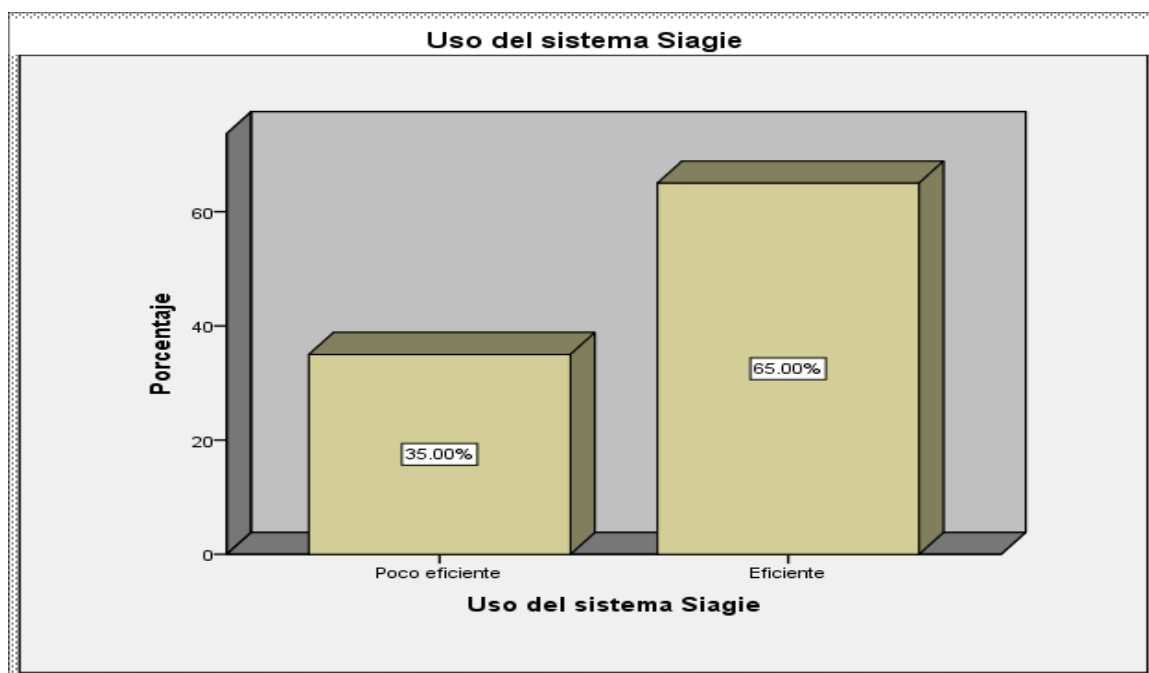 Uso del sistema Siagie
Porcentaje
60
40
20
0
65.00%
35.00%
Poco eficiente
Eficiente
Uso del sistema Siagie